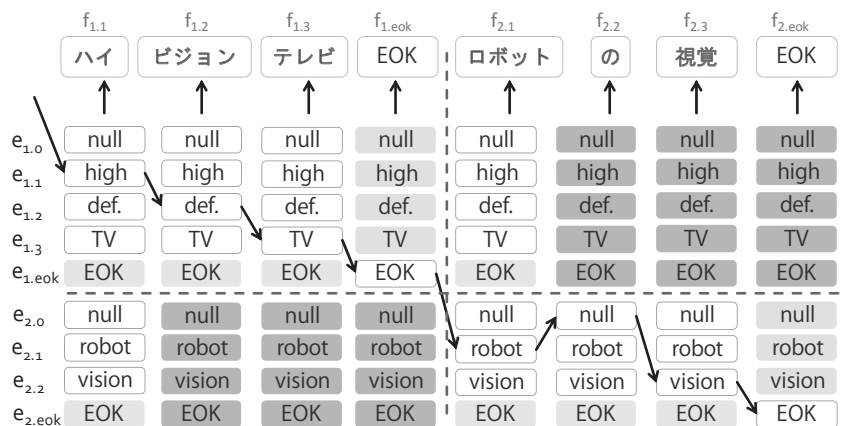 f1.1 f1.2 f1.3 f1.eok f2.1 f2.2 f2.3 f2.eok
ハイ ビジョン テレビ EOK ロボット の 視覚 EOK
e1.0 null null null null null null null null
e1.1 high high high high high high high high
e1.2 def. def. def. def. def. def. def. def.
e1.3 TV TV TV TV TV TV TV TV
e1.eok EOK EOK EOK EOK EOK EOK EOK EOK
e2.0 null null null null null null null null
e2.1 robot robot robot robot robot robot robot robot
e2.2 vision vision vision vision vision vision vision vision
e2.eok EOK EOK EOK EOK EOK EOK EOK EOK